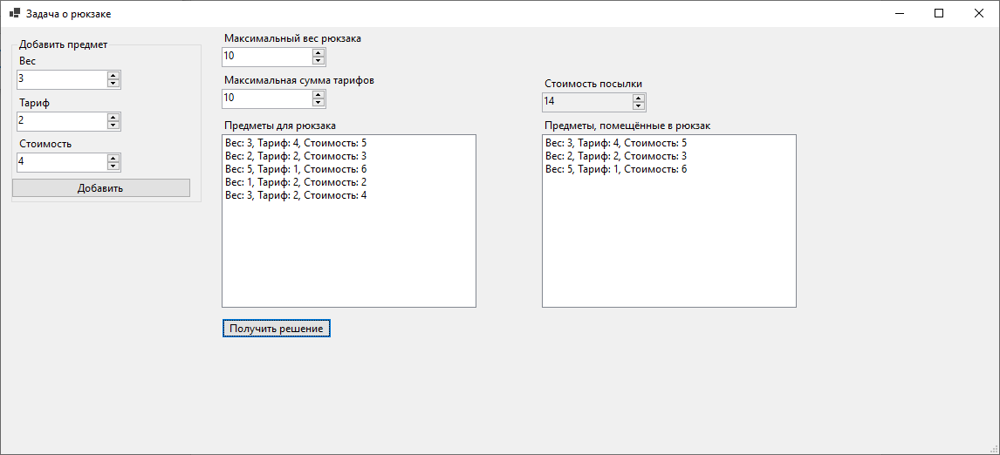 Задача о рюкзаке
Добавить предмет
Вес
3
Тариф
2
Стоимость
4
Добавить
Максимальный вес рюкзака
10
Максимальная сумма тарифов
10
Предметы для рюкзака
Вес: 3, Тариф: 4, Стоимость: 5
Вес: 2, Тариф: 2, Стоимость: 3
Вес: 5, Тариф: 1, Стоимость: 6
Вес: 1, Тариф: 2, Стоимость: 2
Вес: 3, Тариф: 2, Стоимость: 4
Получить решение
Стоимость посылки
14
Предметы, помещённые в рюкзак
Вес: 3, Тариф: 4, Стоимость: 5
Вес: 2, Тариф: 2, Стоимость: 3
Вес: 5, Тариф: 1, Стоимость: 6